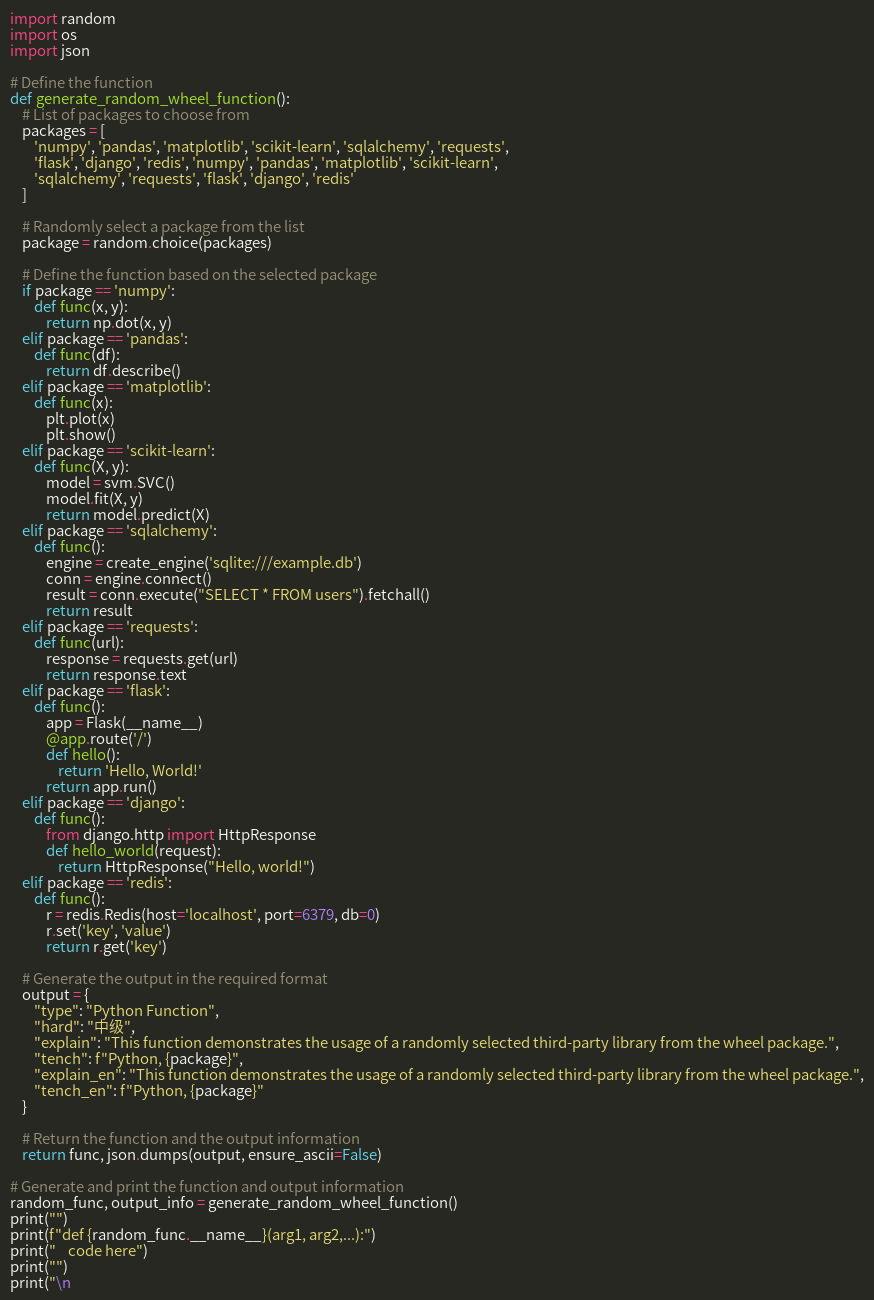 import random
import os
import json
# Define the function
def generate_random_wheel_function():
# List of packages to choose from
packages = [
'numpy', 'pandas', 'matplotlib', 'scikit-learn', 'sqlalchemy', 'requests',
'flask', 'django', 'redis', 'numpy', 'pandas', 'matplotlib', 'scikit-learn',
'sqlalchemy', 'requests', 'flask', 'django', 'redis'
]
# Randomly select a package from the list
package = random.choice(packages)
# Define the function based on the selected package
if package == 'numpy':
def func(x, y):
return np.dot(x, y)
elif package == 'pandas':
def func(df):
return df.describe()
elif package == 'matplotlib':
def func(x):
plt.plot(x)
plt.show()
elif package == 'scikit-learn':
def func(X, y):
model = svm.SVC()
model.fit(X, y)
return model.predict(X)
elif package == 'sqlalchemy':
def func():
engine = create_engine('sqlite:///example.db')
conn = engine.connect()
result = conn.execute("SELECT * FROM users").fetchall()
return result
elif package == 'requests':
def func(url):
response = requests.get(url)
return response.text
elif package == 'flask':
def func():
app = Flask(__name__)
@app.route('/')
def hello():
return 'Hello, World!'
return app.run()
elif package == 'django':
def func():
from django.http import HttpResponse
def hello_world(request):
return HttpResponse("Hello, world!")
elif package == 'redis':
def func():
r = redis.Redis(host='localhost', port=6379, db=0)
r.set('key', 'value')
return r.get('key')
# Generate the output in the required format
output = {
"type": "Python Function",
"hard": "中级",
"explain": "This function demonstrates the usage of a randomly selected third-party library from the wheel package.",
"tench": f"Python, {package}",
"explain_en": "This function demonstrates the usage of a randomly selected third-party library from the wheel package.",
"tench_en": f"Python, {package}"
}
# Return the function and the output information
return func, json.dumps(output, ensure_ascii=False)
# Generate and print the function and output information
random_func, output_info = generate_random_wheel_function()
print("")
print(f"def {random_func.__name__}(arg1, arg2,...):")
print("    code here")
print("")
print("\n